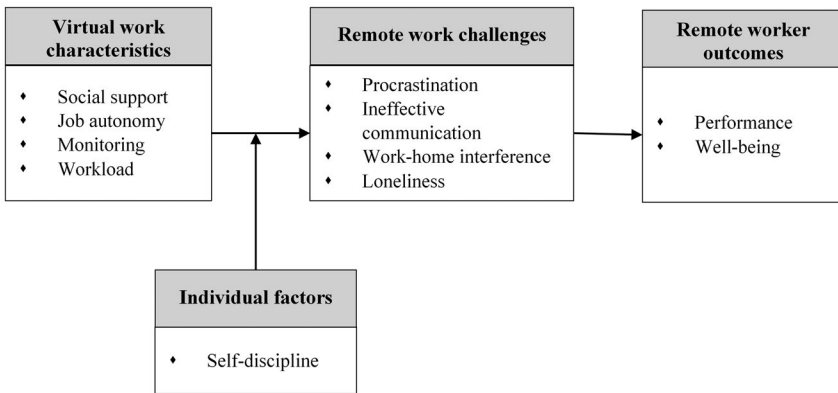 Virtual work
characteristics
♦ Social support
♦ Job autonomy
♦ Monitoring
♦ Workload
Remote work challenges
♦ Procrastination
♦ Ineffective
communication
♦ Work-home interference
♦ Loneliness
Remote worker
outcomes
♦ Performance
♦ Well-being
Individual factors
♦ Self-discipline